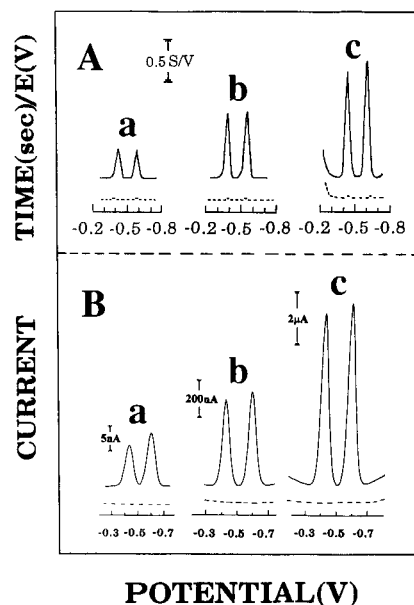 TIME(sec)/E(V)
A
0.5 S/V
a
b
c
-0.2 -0.5 -0.8
-0.2 -0.5 -0.8
-0.2 -0.5 -0.8
CURRENT
B
5nA
a
200nA
b
2µA
c
-0.3 -0.5 -0.7
-0.3 -0.5 -0.7
-0.3 -0.5 -0.7
POTENTIAL(V)